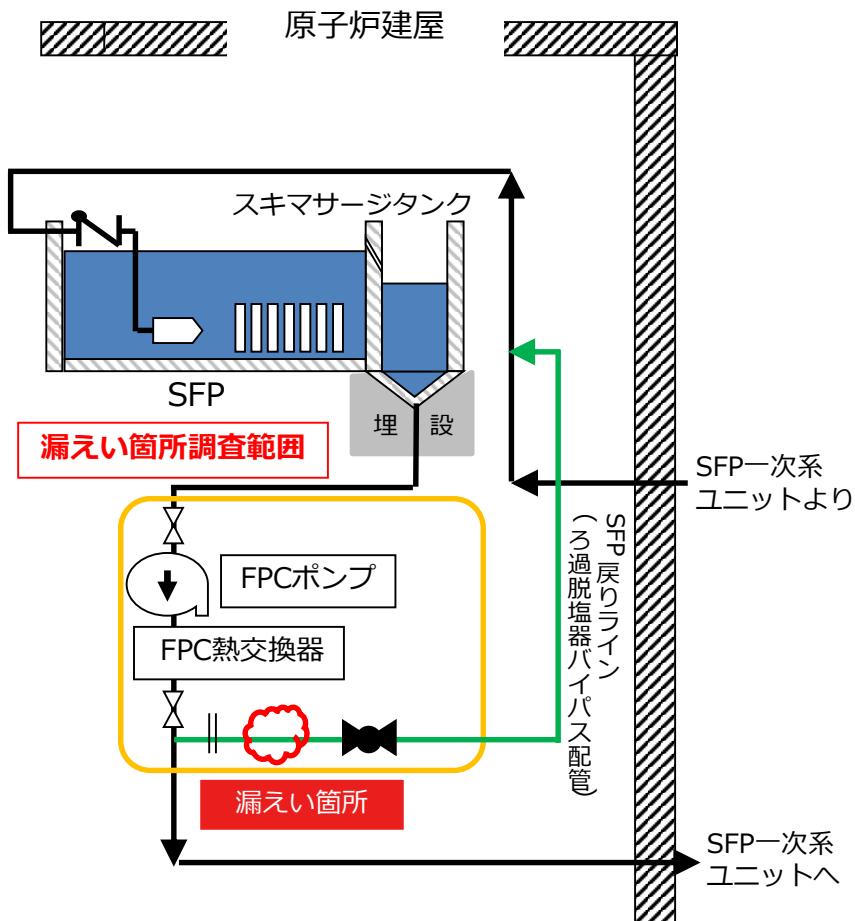 原子炉建屋
スキマサージタンク
SFP
埋 設
漏えい箇所調査範囲
SFP一次系
ユニットより
FPCポンプ
FPC熱交換器
SFP戻りライン
(ろ過脱塩器バイパス配管)
漏えい箇所
SFP一次系
ユニットへ